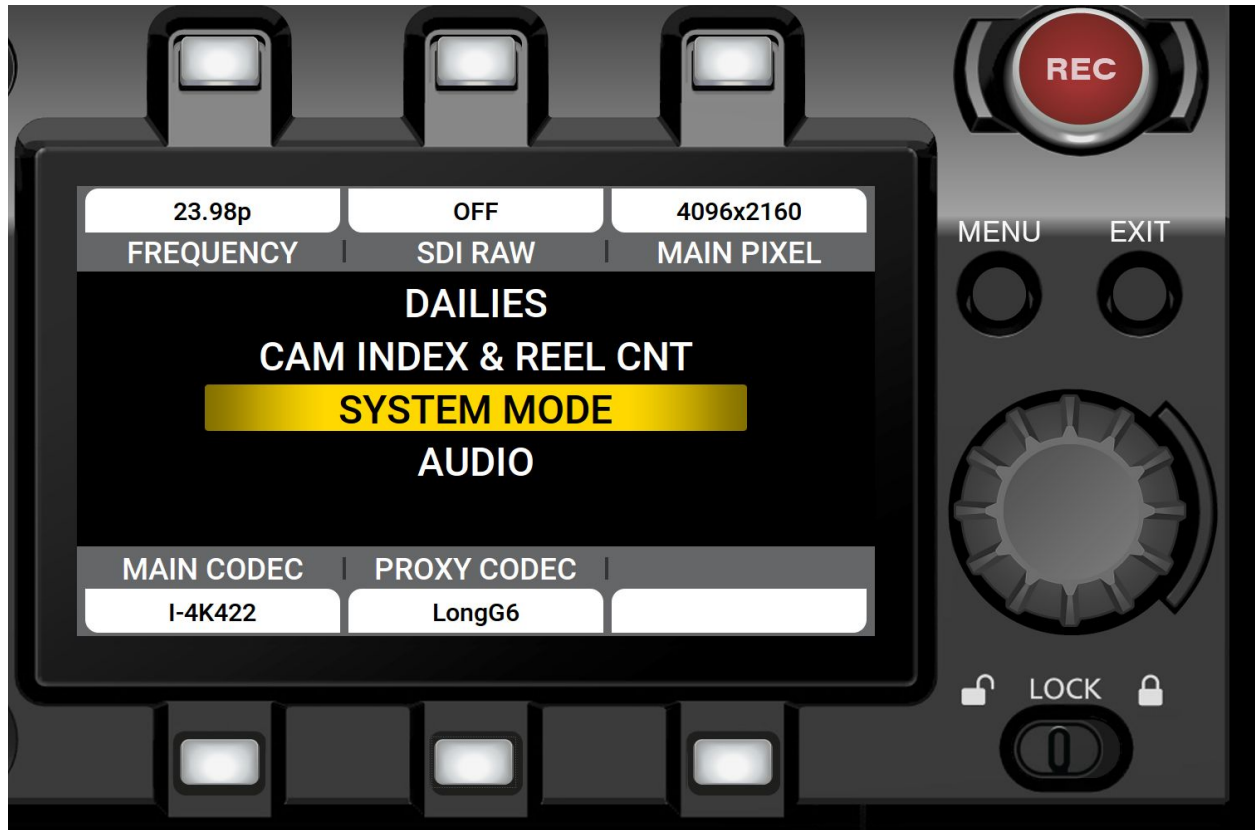 REC
23.98p OFF 4096x2160
FREQUENCY SDI RAW MAIN PIXEL
MENU EXIT
DAILIES
CAM INDEX & REEL CNT
SYSTEM MODE
AUDIO
MAIN CODEC PROXY CODEC
I-4K422 LongG6
LOCK